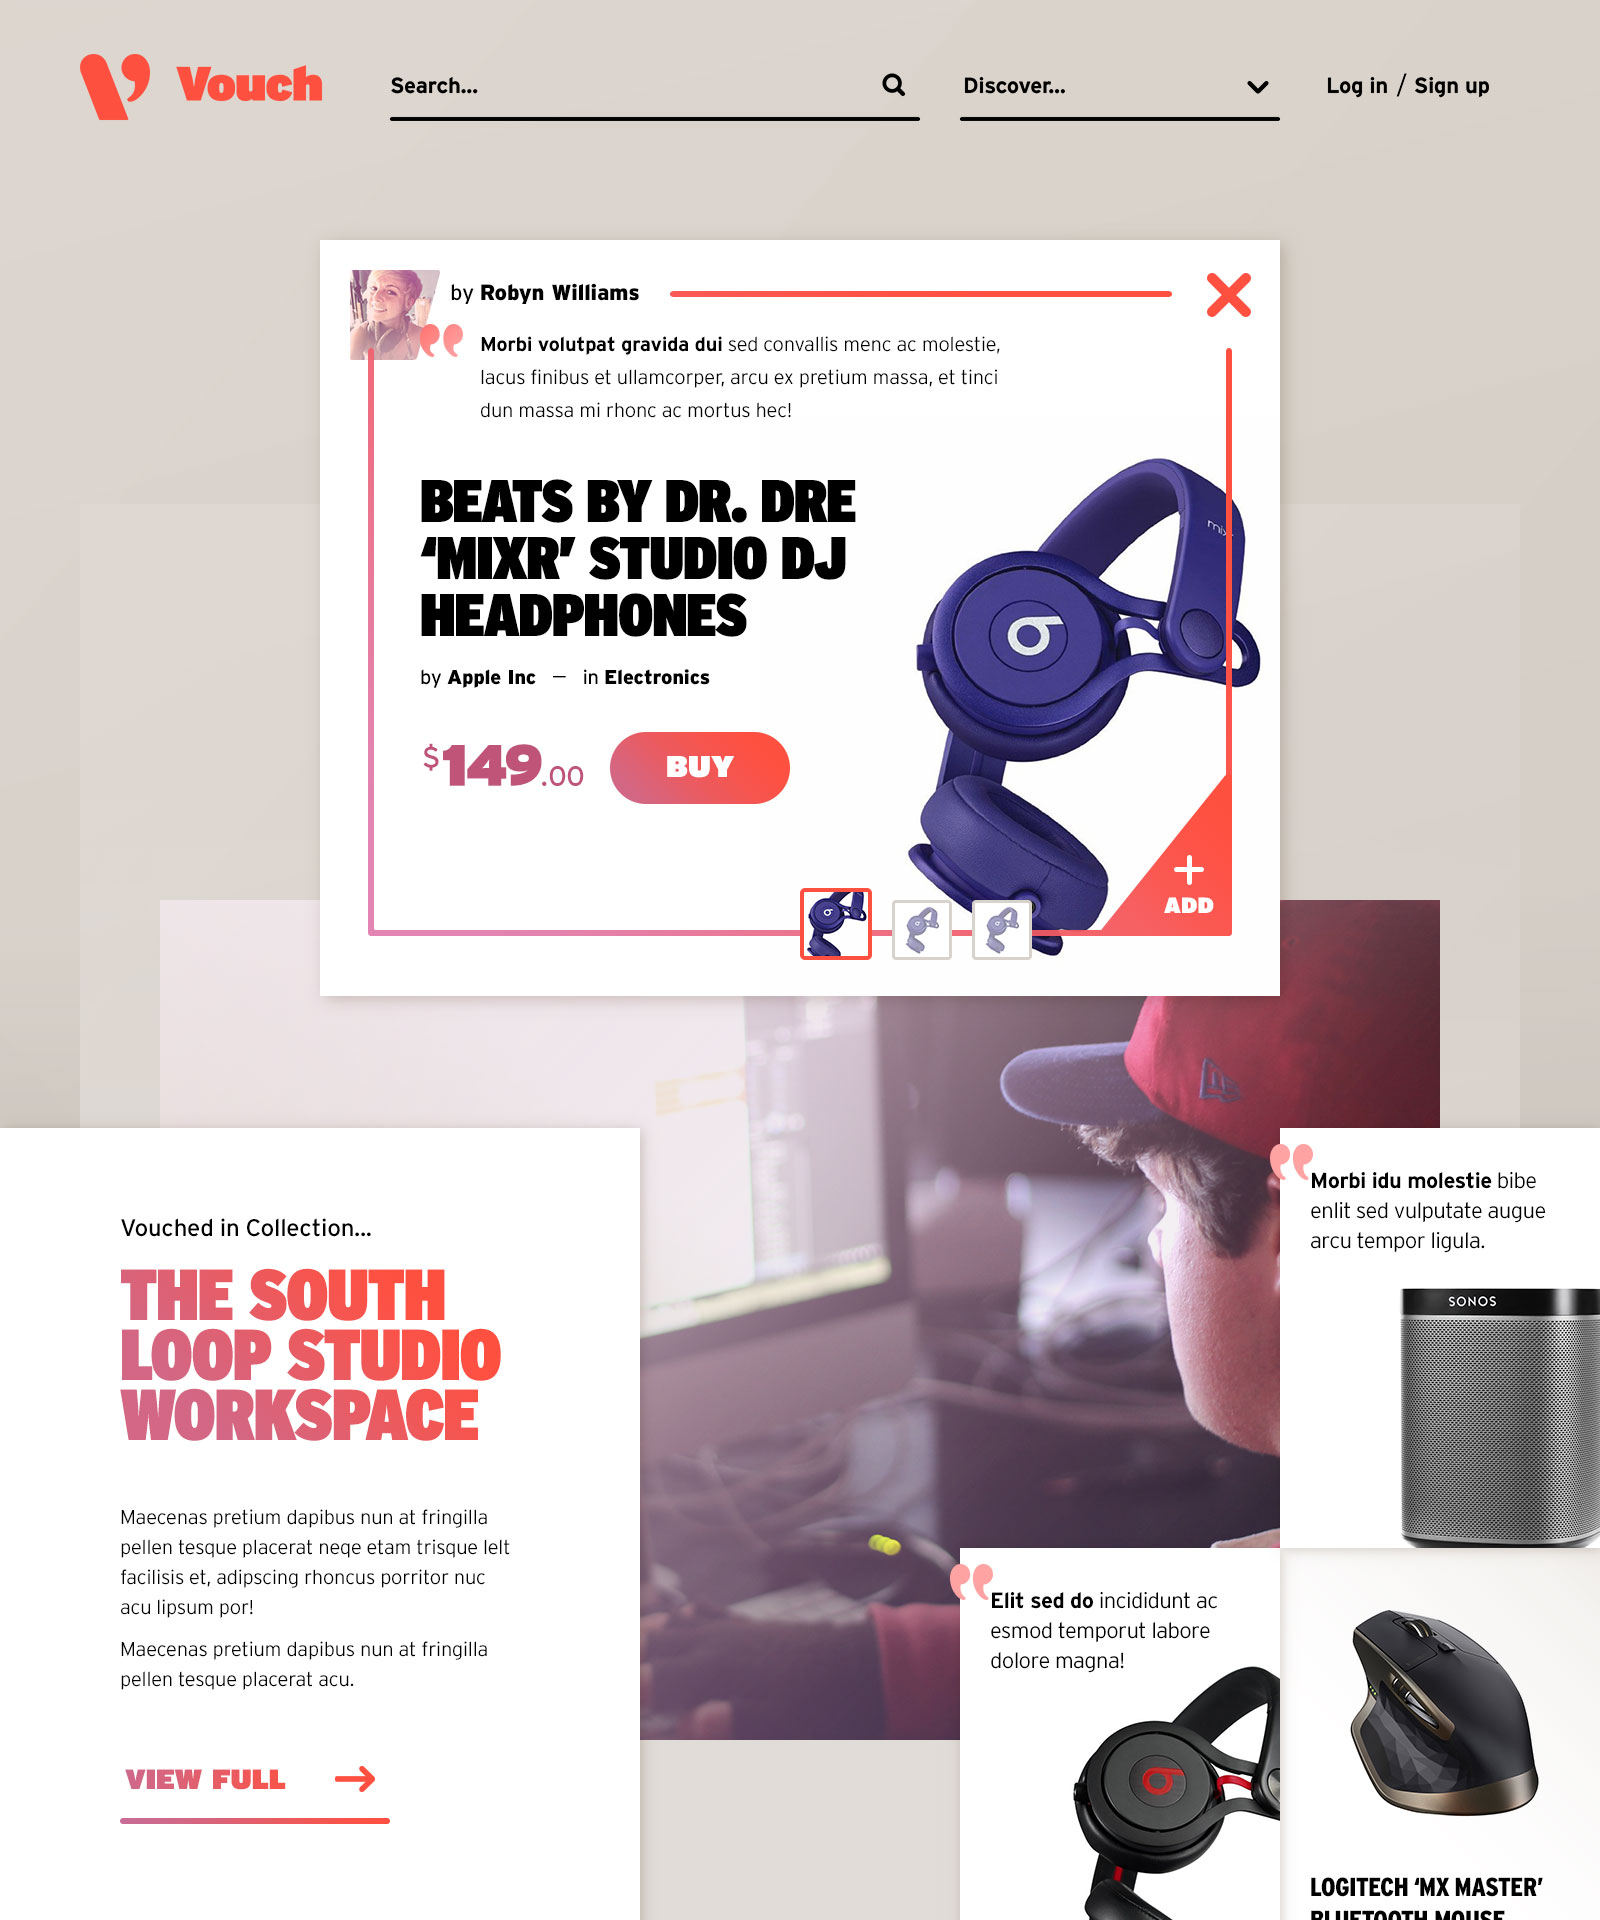 Vouch
Search...
Discover...
Log in / Sign up
by Robyn Williams
Morbi volutpat gravida dui sed convallis menc ac molestie,
lacus finibus et ullamcorper, arcu ex pretium massa, et tinci
dun massa mi rhonc ac mortus hec!
BEATS BY DR. DRE
‘MIXR’ STUDIO DJ
HEADPHONES
by Apple Inc — in Electronics
$149.00
BUY
ADD
Vouched in Collection...
THE SOUTH
LOOP STUDIO
WORKSPACE
Maecenas pretium dapibus nun at fringilla
pellen tesque placerat neqe etam trisque lelt
facilisis et, adipscing rhoncus porritor nuc
acu lipsum por!
Maecenas pretium dapibus nun at fringilla
pellen tesque placerat acu.
VIEW FULL
Morbi idu molestie bibe
enlit sed vulputate augue
arcu tempor ligula.
SONOS
Elit sed do incididunt ac
esmod temporut labore
dolore magna!
LOGITECH ‘MX MASTER’
BLUETOOTH MOUSE